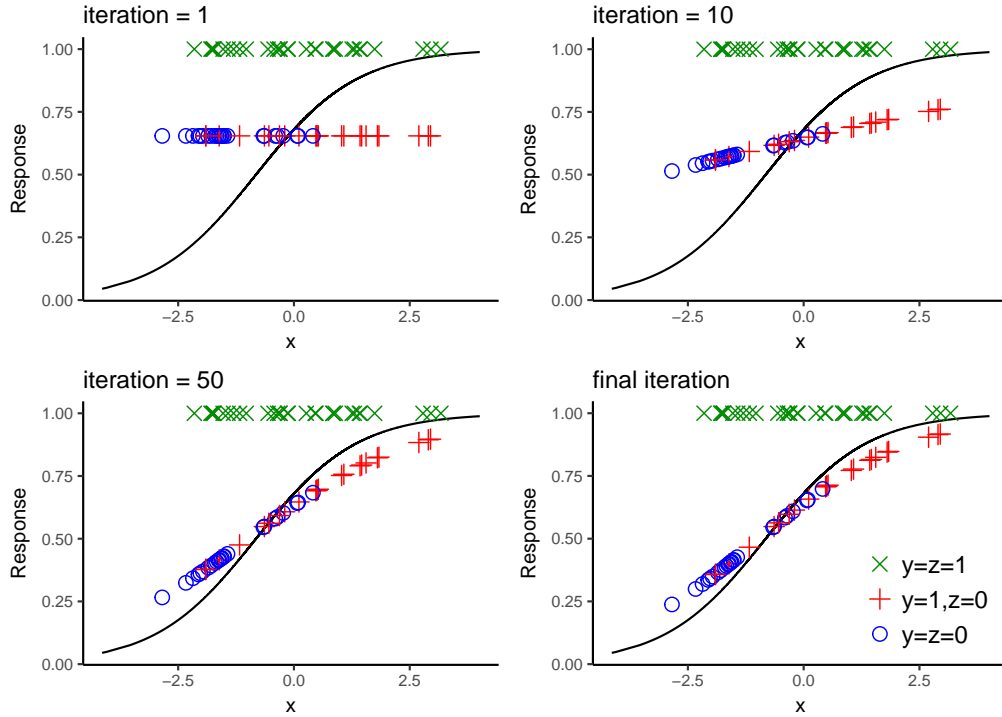 iteration = 1
iteration = 10
Response
1.00
0.75
0.50
0.25
0.00
−2.5
0.0
2.5
x
Response
1.00
0.75
0.50
0.25
0.00
−2.5
0.0
2.5
x
iteration = 50
final iteration
Response
1.00
0.75
0.50
0.25
0.00
−2.5
0.0
2.5
x
Response
1.00
0.75
0.50
0.25
0.00
−2.5
0.0
2.5
x
y=z=1
y=1,z=0
y=z=0